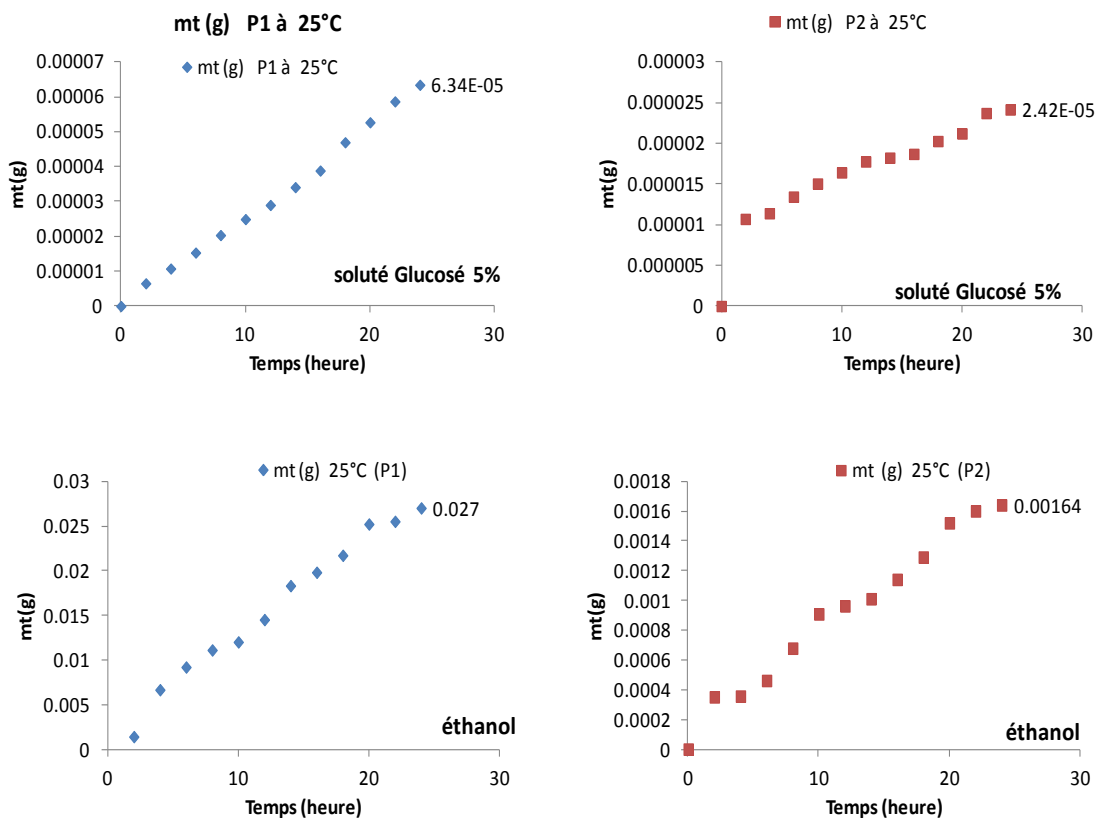 mt (g) P1 à 25°C
mt (g) P1 à 25°C
0.00007
0.00006
0.00005
0.00004
0.00003
0.00002
0.00001
0
mt(g)
6.34E-05
soluté Glucosé 5%
0 10 20 30
Temps (heure)
mt (g) P2 à 25°C
0.00003
0.000025
0.00002
0.000015
0.00001
0.000005
0
mt(g)
2.42E-05
soluté Glucosé 5%
0 10 20 30
Temps (heure)
mt (g) 25°C (P1)
0.03
0.025
0.02
0.015
0.01
0.005
0
mt(g)
0.027
éthanol
0 10 20 30
Temps (heure)
mt (g) 25°C (P2)
0.0018
0.0016
0.0014
0.0012
0.001
0.0008
0.0006
0.0004
0.0002
0
mt(g)
0.00164
éthanol
0 10 20 30
Temps (heure)